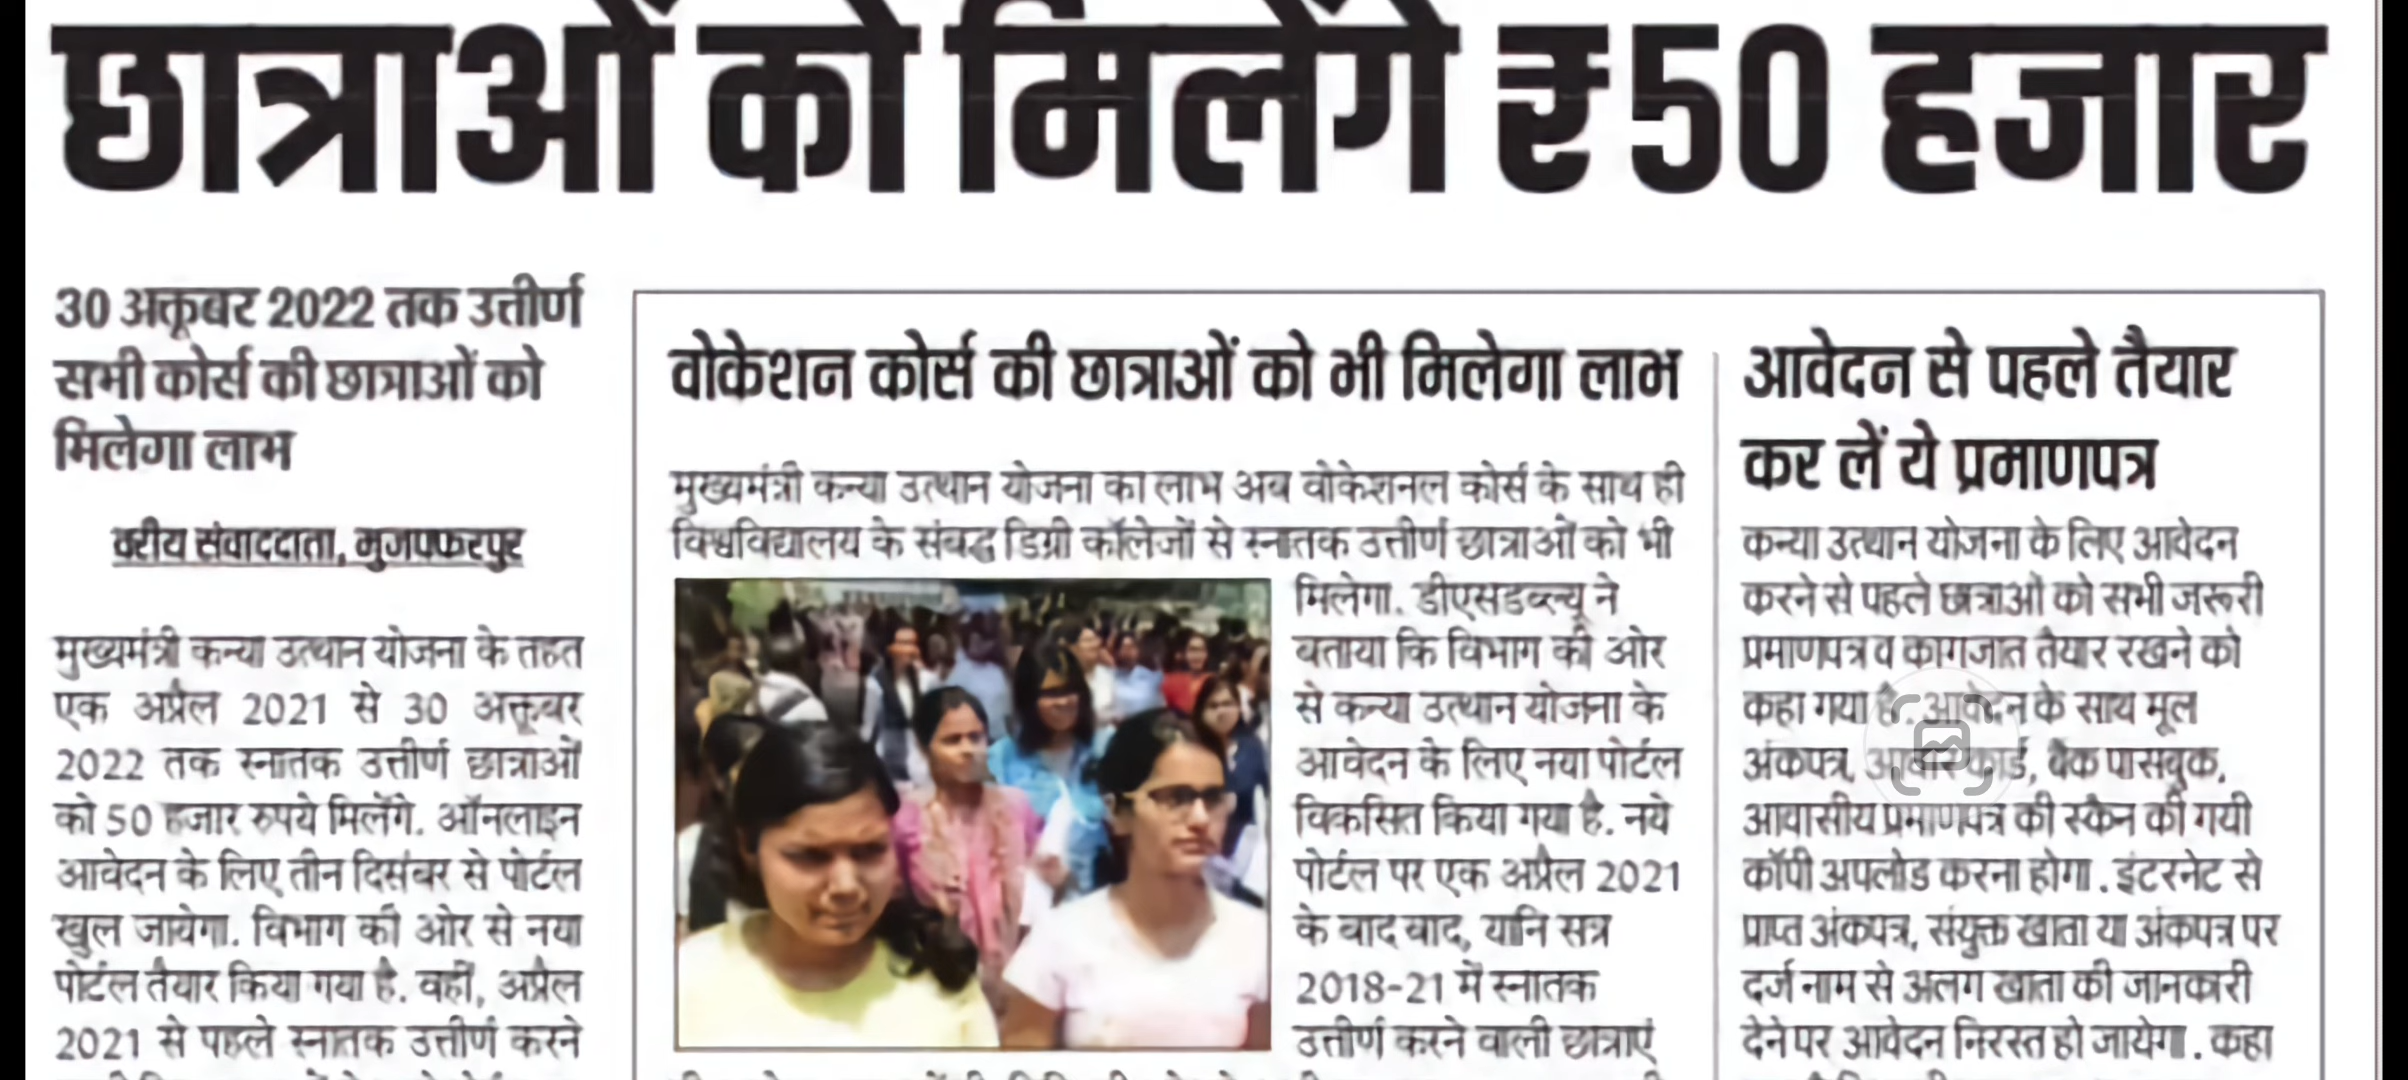 छात्राओं को मिलेंगे ₹50 हजार
30 अक्तूबर 2022 तक उत्तीर्ण
सभी कोर्स की छात्राओं को
मिलेगा लाभ
वरीय संवाददाता, मुजफ्फरपुर
मुख्यमंत्री कन्या उत्थान योजना के तहत
एक अप्रैल 2021 से 30 अक्तूबर
2022 तक स्नातक उत्तीर्ण छात्राओं
को 50 हजार रुपये मिलेंगे. ऑनलाइन
आवेदन के लिए तीन दिसंबर से पोर्टल
खुल जायेगा. विभाग की ओर से नया
पोर्टल तैयार किया गया है. वहीं, अप्रैल
2021 से पहले स्नातक उत्तीर्ण करने
वोकेशन कोर्स की छात्राओं को भी मिलेगा लाभ
मुख्यमंत्री कन्या उत्थान योजना का लाभ अब वोकेशनल कोर्स के साथ ही
विश्वविद्यालय के संबद्ध डिग्री कॉलेजों से स्नातक उत्तीर्ण छात्राओं को भी
मिलेगा. डीएसडब्ल्यू ने
बताया कि विभाग की ओर
से कन्या उत्थान योजना के
आवेदन के लिए नया पोर्टल
विकसित किया गया है. नये
पोर्टल पर एक अप्रैल 2021
के बाद बाद, यानि सत्र
2018-21 में स्नातक
उत्तीर्ण करने वाली छात्राएं
आवेदन से पहले तैयार
कर लें ये प्रमाणपत्र
कन्या उत्थान योजना के लिए आवेदन
करने से पहले छात्राओं को सभी जरूरी
प्रमाणपत्र व कागजात तैयार रखने को
कहा गया है. आवेदन के साथ मूल
अंकपत्र, आधार कार्ड, बैंक पासबुक,
आवासीय प्रमाणपत्र की स्कैन की गयी
कॉपी अपलोड करना होगा. इंटरनेट से
प्राप्त अंकपत्र, संयुक्त खाता या अंकपत्र पर
दर्ज नाम से अलग खाता की जानकारी
देने पर आवेदन निरस्त हो जायेगा. कहा